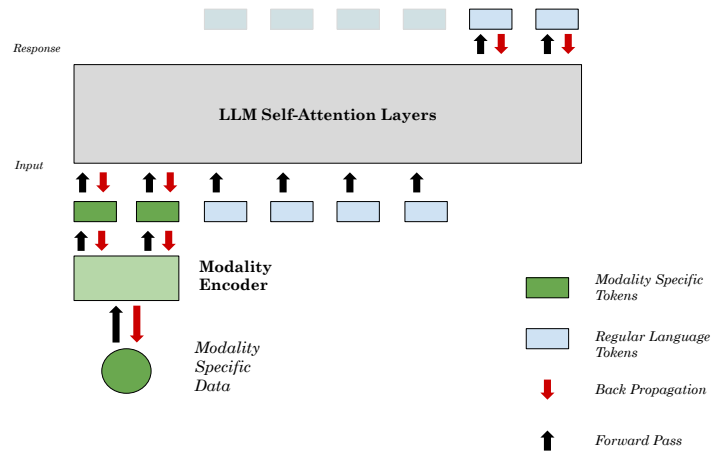 Response
LLM Self-Attention Layers
Input
Modality
Encoder
Modality
Specific
Data
Modality Specific
Tokens
Regular Language
Tokens
Back Propagation
Forward Pass